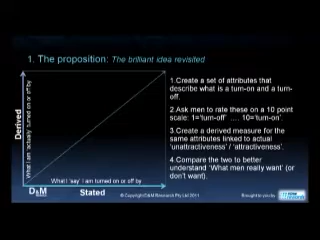 1. The proposition: The brilliant idea revisited
1.Create a set of attributes that
describe what is a turn-on and a turn-
off.
2.Ask men to rate these on a 10 point
scale: 1='turn-off' .... 10='turn-on'.
3.Create a derived measure for the
same attributes linked to actual
'unattractiveness' / 'attractiveness'.
4.Compare the two to better
understand 'What men really want' (or
don't want).
Derived
What I am 'actually' turned on or off by
What I 'say' I am turned on or off by
Stated
D&M
© Copyright D&M Research Pty Ltd 2011
Brought to you by